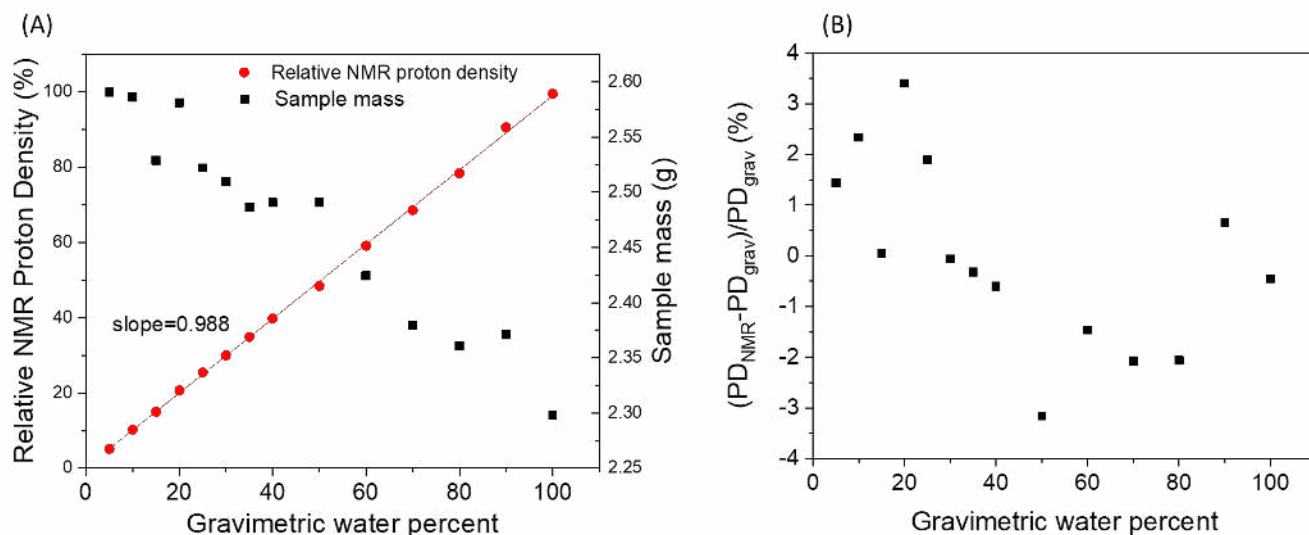 (A)
Relative NMR proton density
Sample mass
slope=0.988
Relative NMR Proton Density (%)
0
20
40
60
80
100
Sample mass (g)
2.25
2.30
2.35
2.40
2.45
2.50
2.55
2.60
0 20 40 60 80 100
Gravimetric water percent
(B)
(PD_NMR-PD_grav)/PD_grav (%)
4
3
2
1
0
-1
-2
-3
-4
0 20 40 60 80 100
Gravimetric water percent